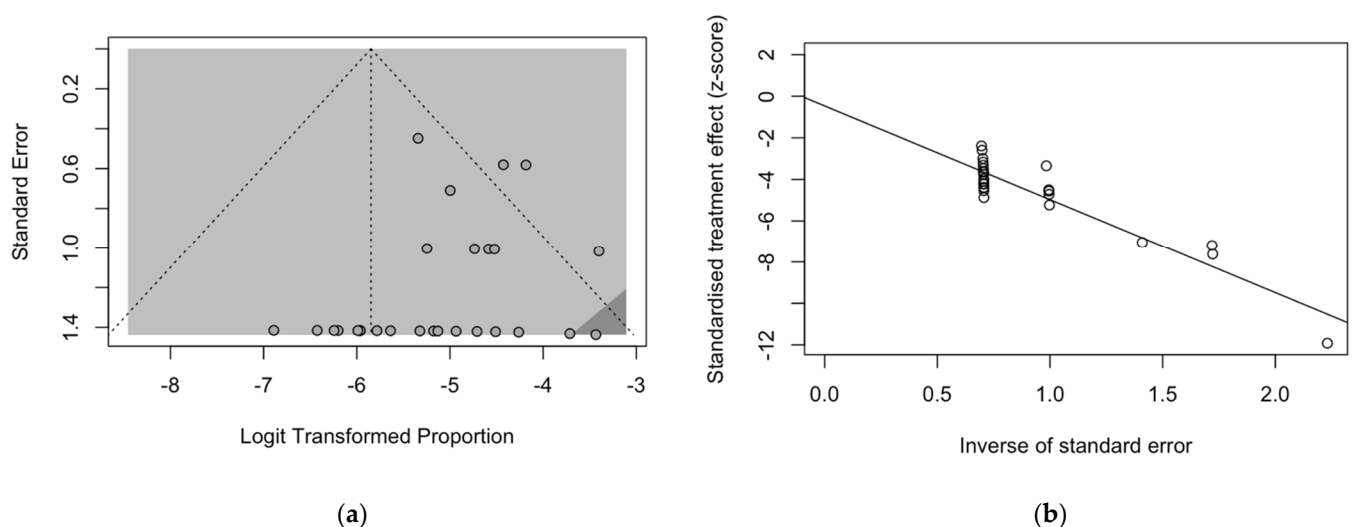 Standard Error
0.2
0.6
1.0
1.4
-8 -7 -6 -5 -4 -3
Logit Transformed Proportion
(a)
Standardised treatment effect (z-score)
2
0
-2
-4
-6
-8
-12
0.0 0.5 1.0 1.5 2.0
Inverse of standard error
(b)